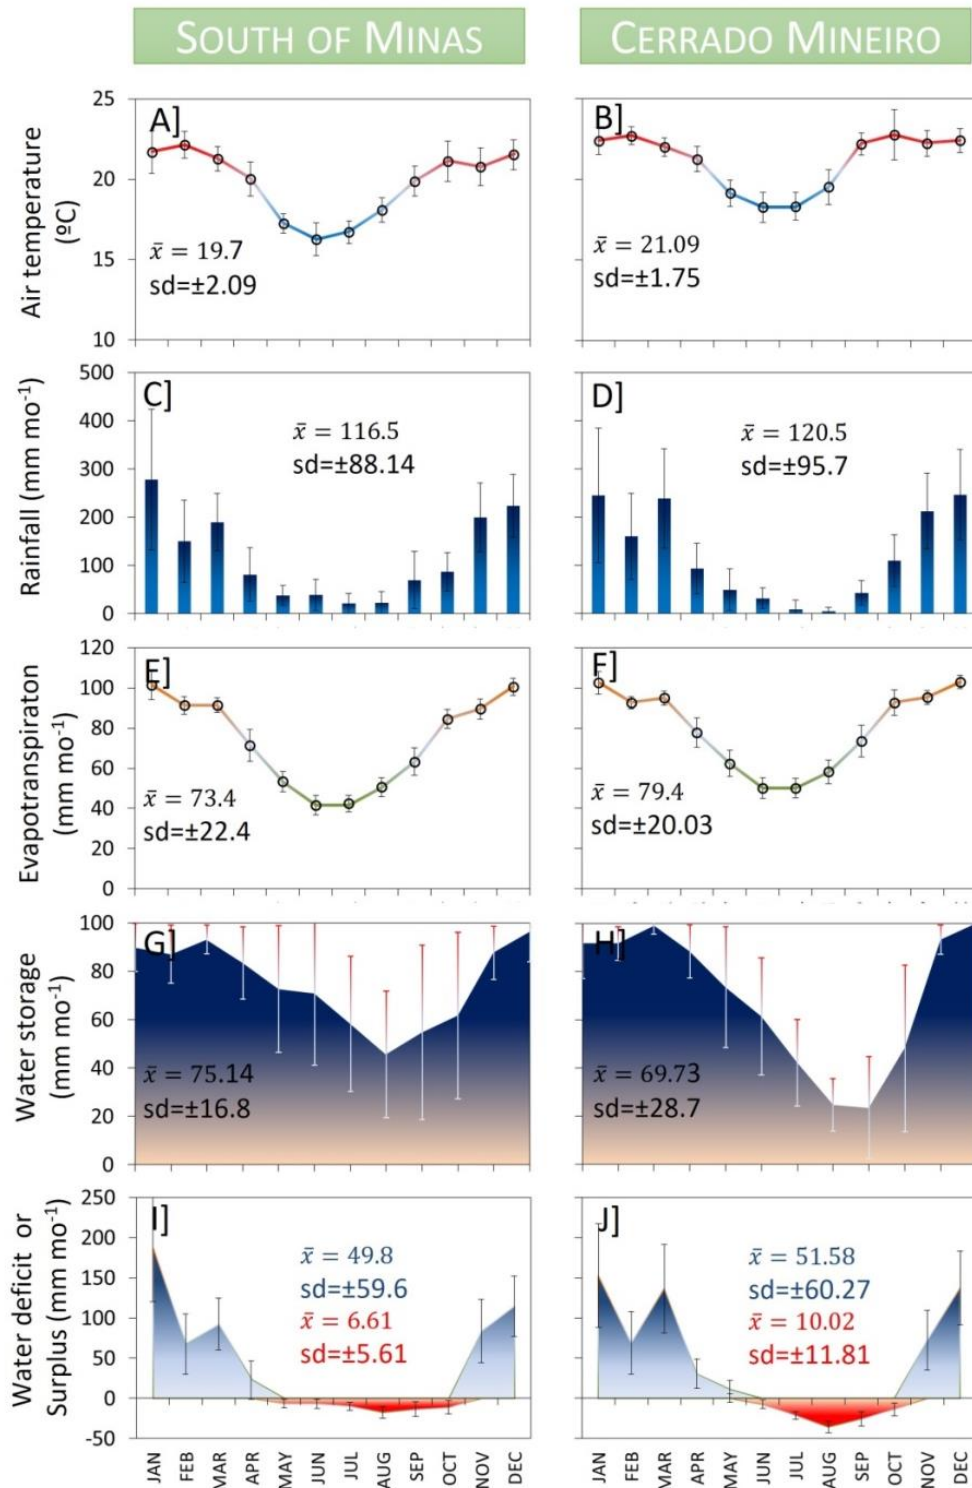 SOUTH OF MINAS
CERRADO MINEIRO
Air temperature
(ºC)
25
20
15
10
A]
x̄ = 19.7
sd=±2.09
B]
x̄ = 21.09
sd=±1.75
Rainfall (mm mo⁻¹)
500
400
300
200
100
0
C]
x̄ = 116.5
sd=±88.14
D]
x̄ = 120.5
sd=±95.7
Evapotranspiraton
(mm mo⁻¹)
120
100
80
60
40
20
0
E]
x̄ = 73.4
sd=±22.4
F]
x̄ = 79.4
sd=±20.03
Water storage
(mm mo⁻¹)
100
80
60
40
20
0
G]
x̄ = 75.14
sd=±16.8
H]
x̄ = 69.73
sd=±28.7
Water deficit or
Surplus (mm mo⁻¹)
250
200
150
100
50
0
-50
I]
x̄ = 49.8
sd=±59.6
x̄ = 6.61
sd=±5.61
J]
x̄ = 51.58
sd=±60.27
x̄ = 10.02
sd=±11.81
JAN
FEB
MAR
APR
MAY
JUN
JUL
AUG
SEP
OCT
NOV
DEC
JAN
FEB
MAR
APR
MAY
JUN
JUL
AUG
SEP
OCT
NOV
DEC